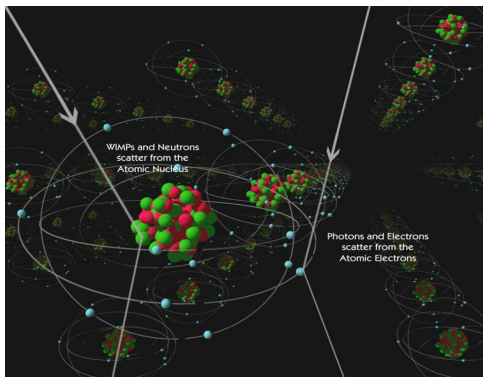 WIMPs and Neutrons
scatter from the
Atomic Nucleus
Photons and Electrons
scatter from the
Atomic Electrons